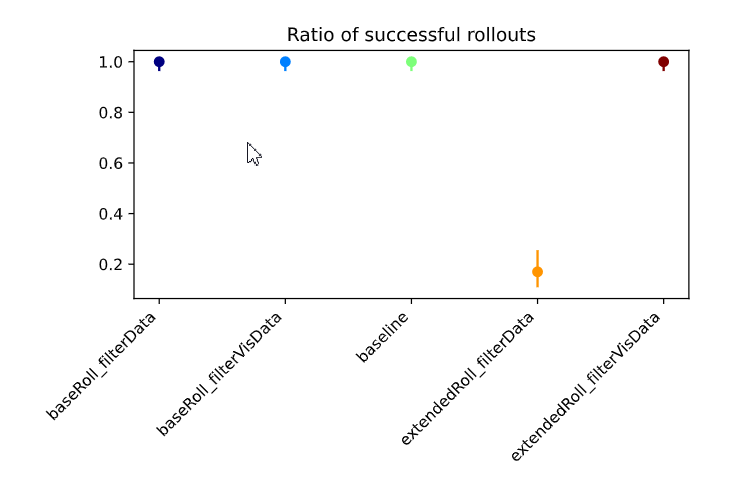 Ratio of successful rollouts
1.0
0.8
0.6
0.4
0.2
baseRoll_filterData
baseRoll_filterVisData
baseline
extendedRoll_filterData
extendedRoll_filterVisData